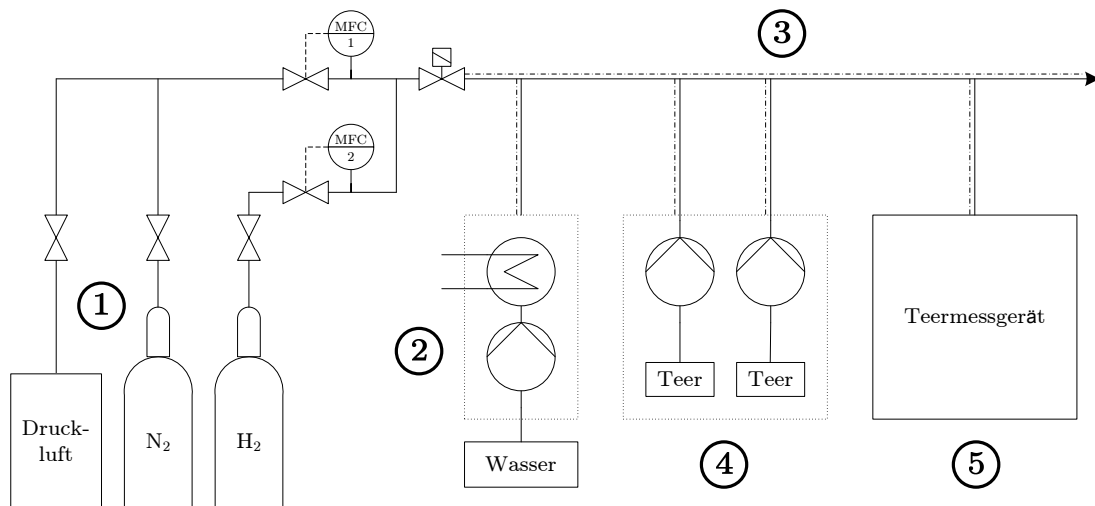 MFC
1
3
MFC
2
1
2
Teermessgerät
Teer
Teer
Druck-
luft
N₂
H₂
Wasser
4
5